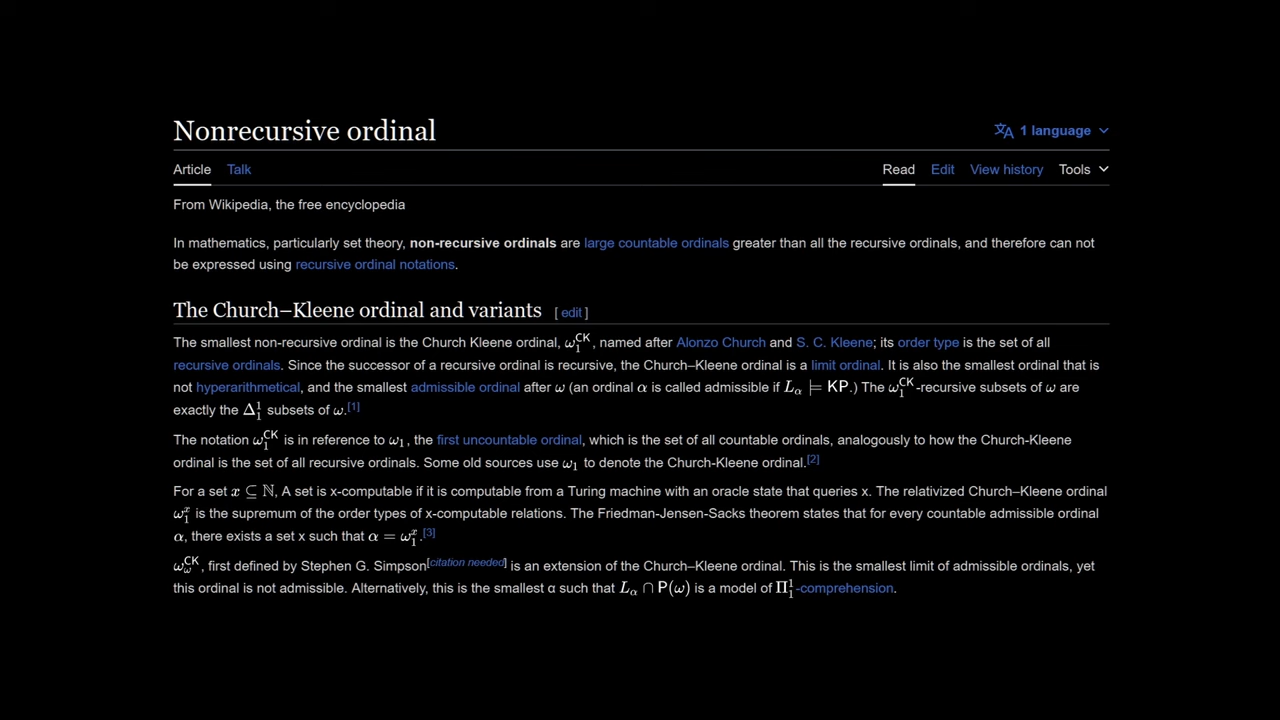 Nonrecursive ordinal
1 language
Article Talk Read Edit View history Tools
From Wikipedia, the free encyclopedia
In mathematics, particularly set theory, non-recursive ordinals are large countable ordinals greater than all the recursive ordinals, and therefore can not
be expressed using recursive ordinal notations.
The Church–Kleene ordinal and variants [ edit ]
The smallest non-recursive ordinal is the Church Kleene ordinal, ω₁^CK, named after Alonzo Church and S. C. Kleene; its order type is the set of all
recursive ordinals. Since the successor of a recursive ordinal is recursive, the Church–Kleene ordinal is a limit ordinal. It is also the smallest ordinal that is
not hyperarithmetical, and the smallest admissible ordinal after ω (an ordinal α is called admissible if L_α ⊨ KP.) The ω₁^CK-recursive subsets of ω are
exactly the Δ¹₁ subsets of ω.[1]
The notation ω₁^CK is in reference to ω₁, the first uncountable ordinal, which is the set of all countable ordinals, analogously to how the Church-Kleene
ordinal is the set of all recursive ordinals. Some old sources use ω₁ to denote the Church-Kleene ordinal.[2]
For a set x ⊆ ℕ, A set is x-computable if it is computable from a Turing machine with an oracle state that queries x. The relativized Church–Kleene ordinal
ω₁^x is the supremum of the order types of x-computable relations. The Friedman-Jensen-Sacks theorem states that for every countable admissible ordinal
α, there exists a set x such that α = ω₁^x.[3]
ω_ω^CK, first defined by Stephen G. Simpson[citation needed] is an extension of the Church–Kleene ordinal. This is the smallest limit of admissible ordinals, yet
this ordinal is not admissible. Alternatively, this is the smallest α such that L_α ∩ P(ω) is a model of Π¹₁-comprehension.